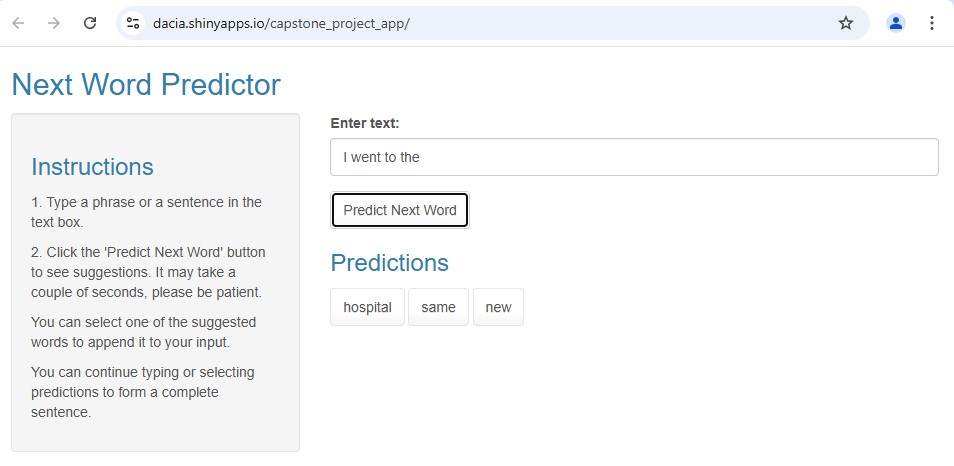 dacia.shinyapps.io/capstone_project_app/
Next Word Predictor
Instructions
1. Type a phrase or a sentence in the
text box.
2. Click the 'Predict Next Word' button
to see suggestions. It may take a
couple of seconds, please be patient.
You can select one of the suggested
words to append it to your input.
You can continue typing or selecting
predictions to form a complete
sentence.
Enter text:
I went to the
Predict Next Word
Predictions
hospital same new